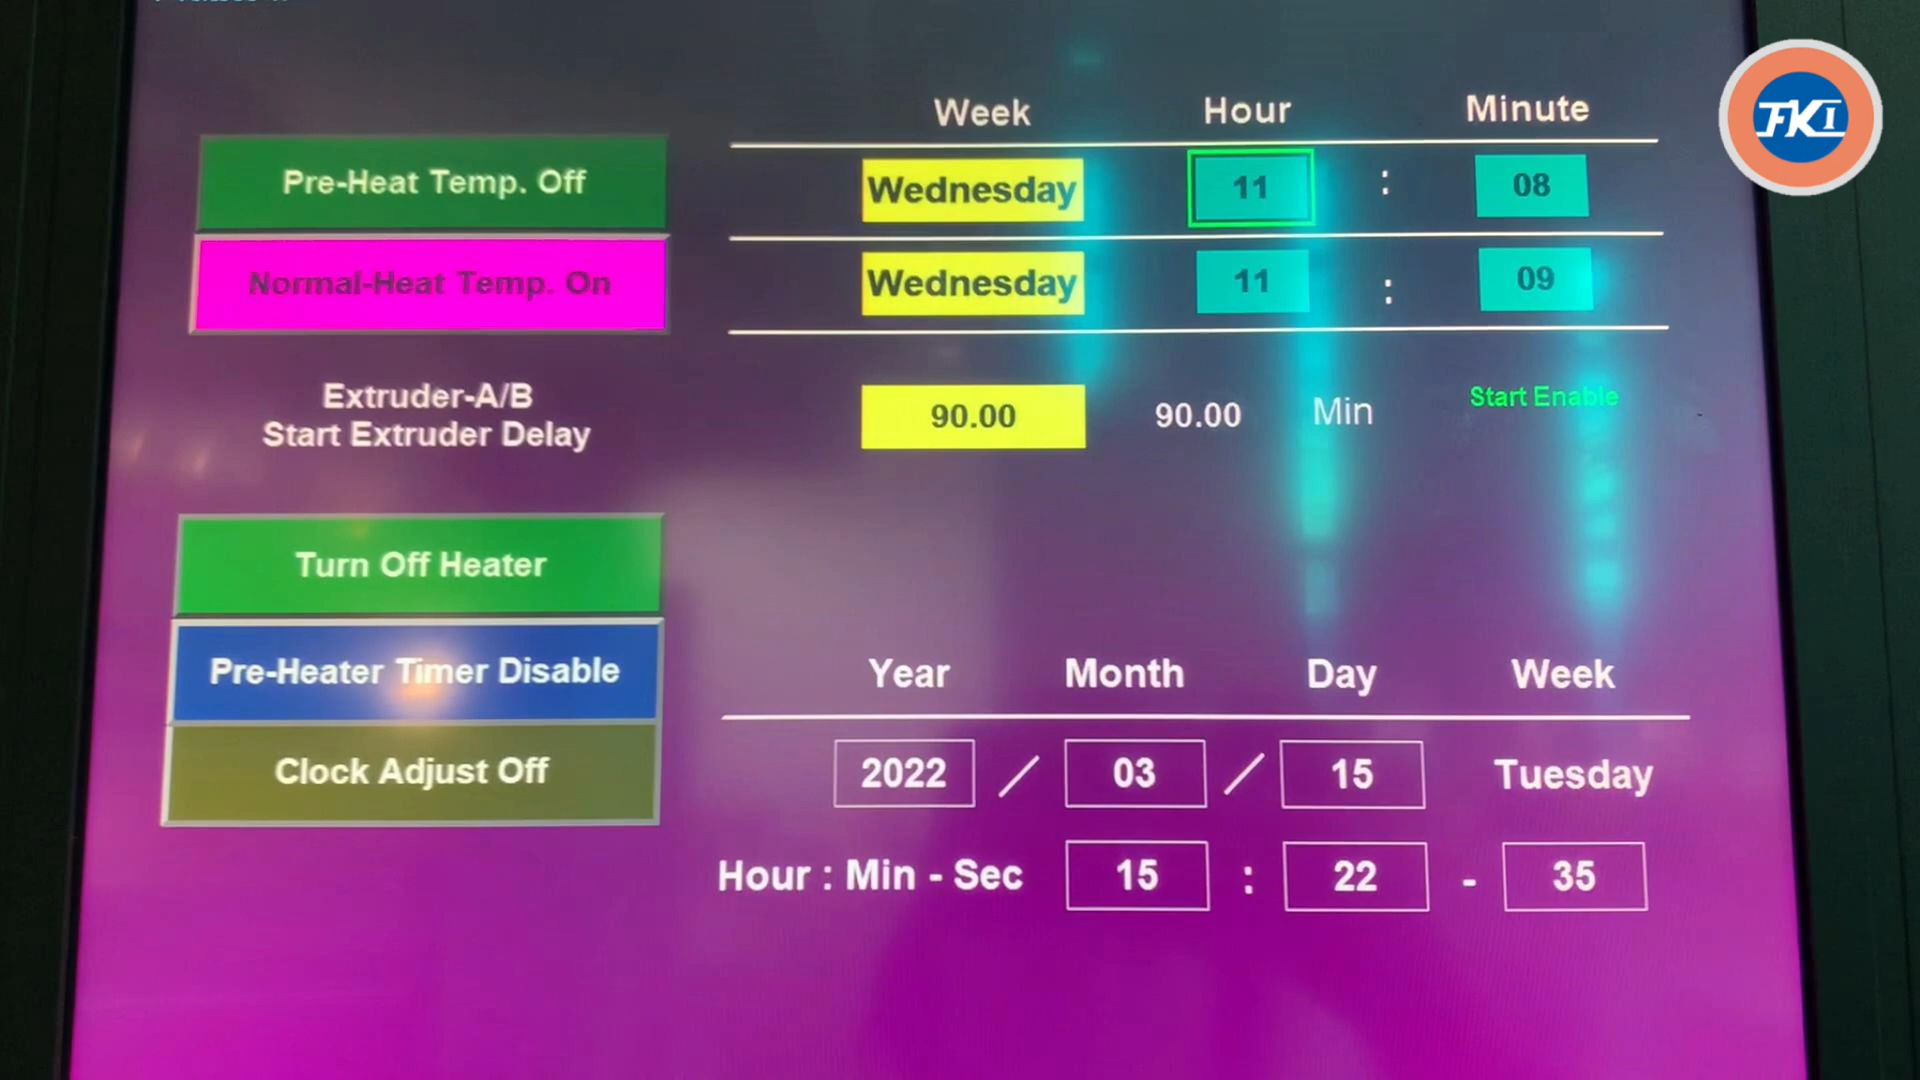 Week Hour Minute
Pre-Heat Temp. Off Wednesday 11 : 08
Normal-Heat Temp. On Wednesday 11 : 09
Extruder-A/B
Start Extruder Delay 90.00 90.00 Min Start Enable
Turn Off Heater
Pre-Heater Timer Disable
Clock Adjust Off
Year Month Day Week
2022 / 03 / 15 Tuesday
Hour : Min - Sec 15 : 22 - 35
FKI